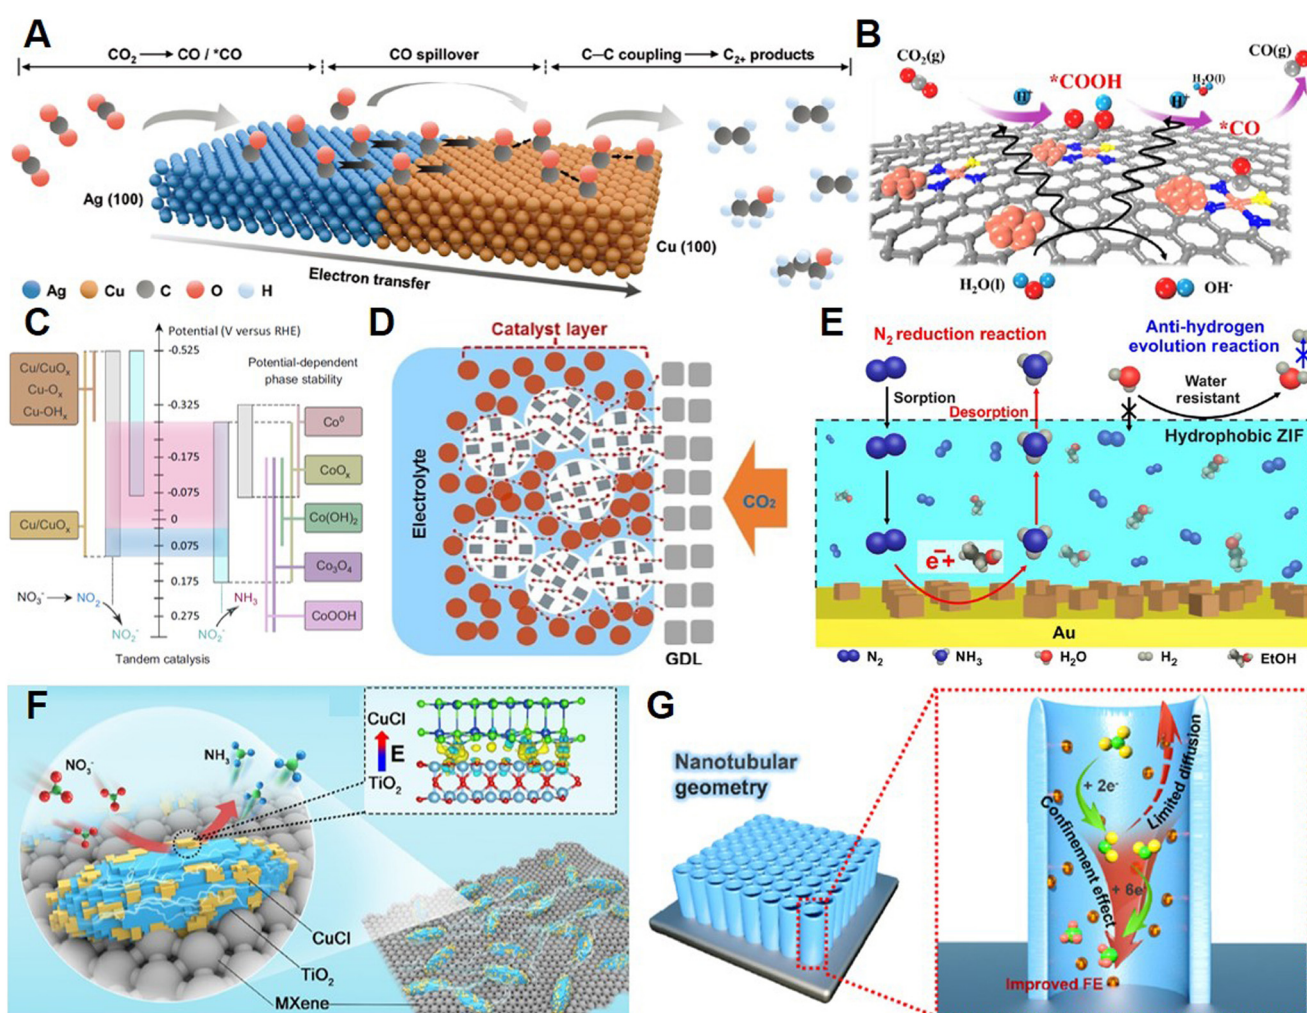 A
CO₂ → CO / *CO
CO spillover
C—C coupling → C₂₊ products
Ag (100)
Cu (100)
Electron transfer
Ag Cu C O H
B
CO₂(g)
CO(g)
H⁺
*COOH
H₂O(l)
H⁺
*CO
H₂O(l)
OH⁻
C
Potential (V versus RHE)
-0.525
-0.325
-0.175
-0.075
0
0.075
0.175
0.275
Cu/CuOₓ
Cu-Oₓ
Cu-OHₓ
Cu/CuOₓ
Potential-dependent
phase stability
Co⁰
CoOₓ
Co(OH)₂
Co₃O₄
CoOOH
NO₃⁻ → NO₂⁻
NO₂⁻
NO₂⁻
NH₃
Tandem catalysis
D
Catalyst layer
Electrolyte
CO₂
GDL
E
N₂ reduction reaction
Anti-hydrogen
evolution reaction
Sorption
Desorption
Water
resistant
Hydrophobic ZIF
e⁻+
Au
N₂ NH₃ H₂O H₂ EtOH
F
NO₃⁻
NH₃
CuCl
E
TiO₂
CuCl
TiO₂
MXene
G
Nanotubular
geometry
+ 2e⁻
Limited diffusion
Confinement effect
+ 6e⁻
Improved FE